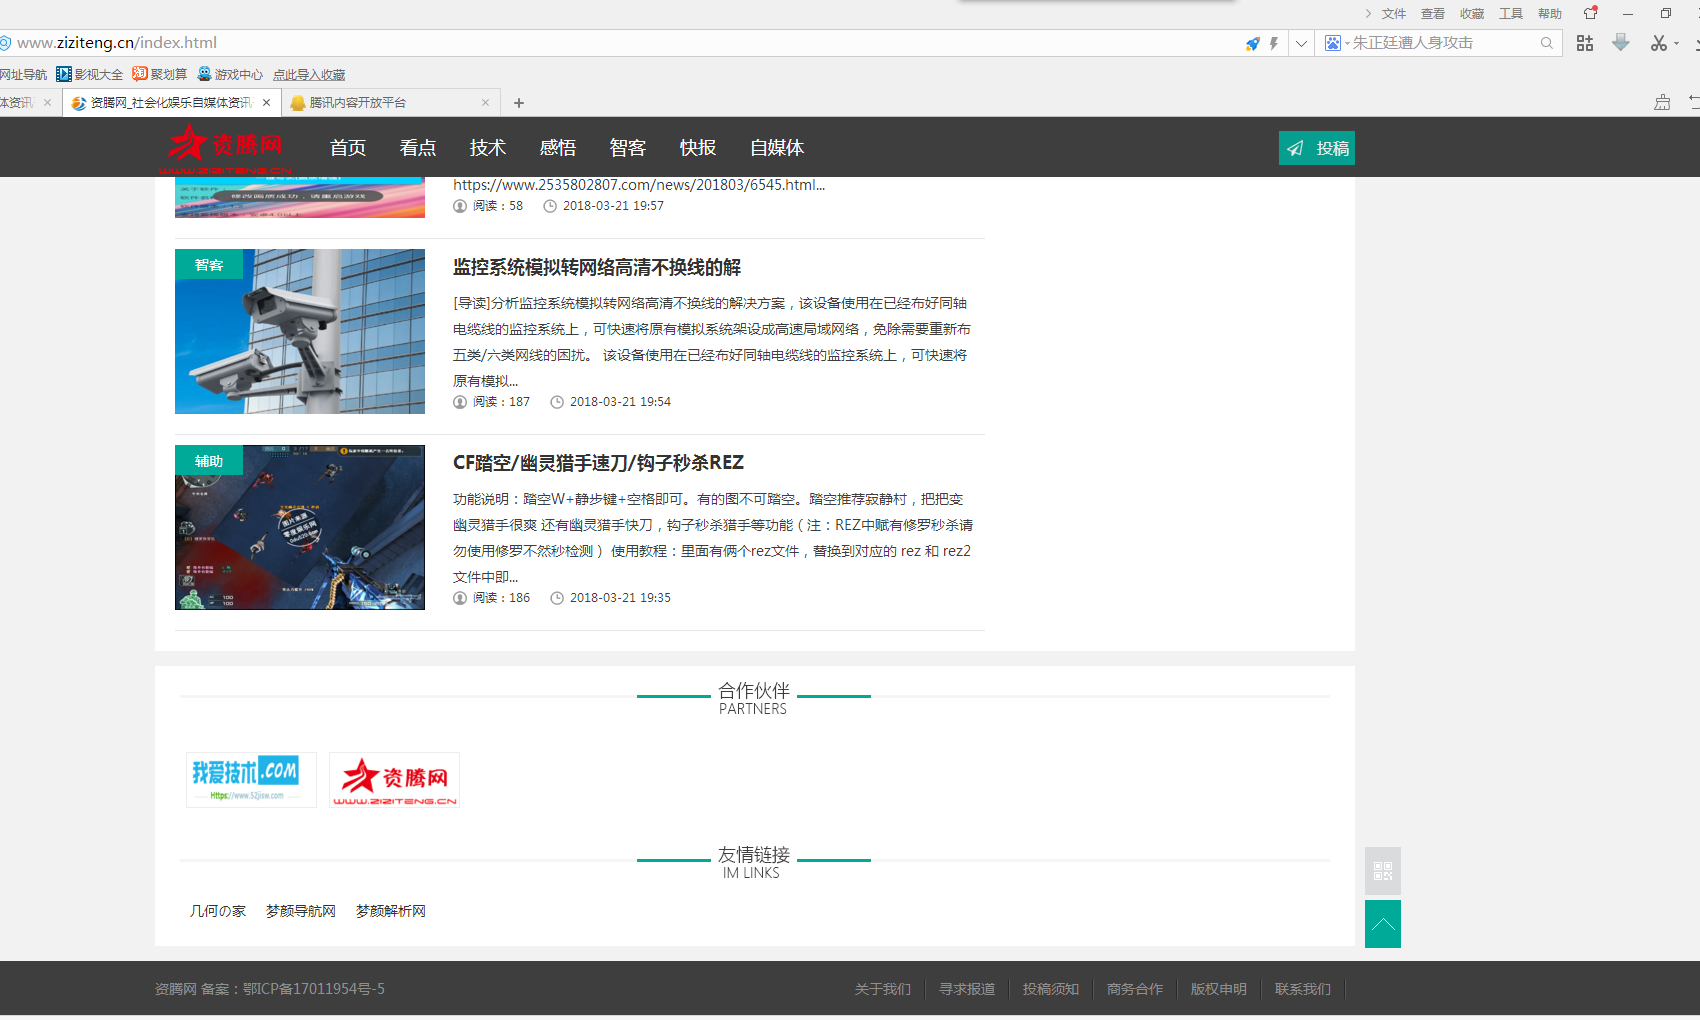 文件 查看 收藏 工具 帮助
www.ziziteng.cn/index.html
朱正廷遭人身攻击
网址导航 影视大全 聚划算 游戏中心 点此导入收藏
体资讯 资腾网_社会化娱乐自媒体资讯 腾讯内容开放平台
资腾网
WWW.ZIZITENG.CN
首页 看点 技术 感悟 智客 快报 自媒体
投稿
修改画质成功，请重启游戏
https://www.2535802807.com/news/201803/6545.html...
阅读：58 2018-03-21 19:57
智客
监控系统模拟转网络高清不换线的解
[导读]分析监控系统模拟转网络高清不换线的解决方案，该设备使用在已经布好同轴
电缆线的监控系统上，可快速将原有模拟系统架设成高速局域网络，免除需要重新布
五类/六类网线的困扰。 该设备使用在已经布好同轴电缆线的监控系统上，可快速将
原有模拟...
阅读：187 2018-03-21 19:54
辅助
CF踏空/幽灵猎手速刀/钩子秒杀REZ
功能说明：踏空W+静步键+空格即可。有的图不可踏空。踏空推荐寂静村，把把变
幽灵猎手很爽 还有幽灵猎手快刀，钩子秒杀猎手等功能（注：REZ中赋有修罗秒杀请
勿使用修罗不然秒检测） 使用教程：里面有俩个rez文件，替换到对应的 rez 和 rez2
文件中即...
阅读：186 2018-03-21 19:35
合作伙伴
PARTNERS
我爱技术.COM
Https://www.52jisw.com
资腾网
WWW.ZIZITENG.CN
友情链接
IM LINKS
几何の家 梦颜导航网 梦颜解析网
资腾网 备案：鄂ICP备17011954号-5
关于我们 寻求报道 投稿须知 商务合作 版权申明 联系我们